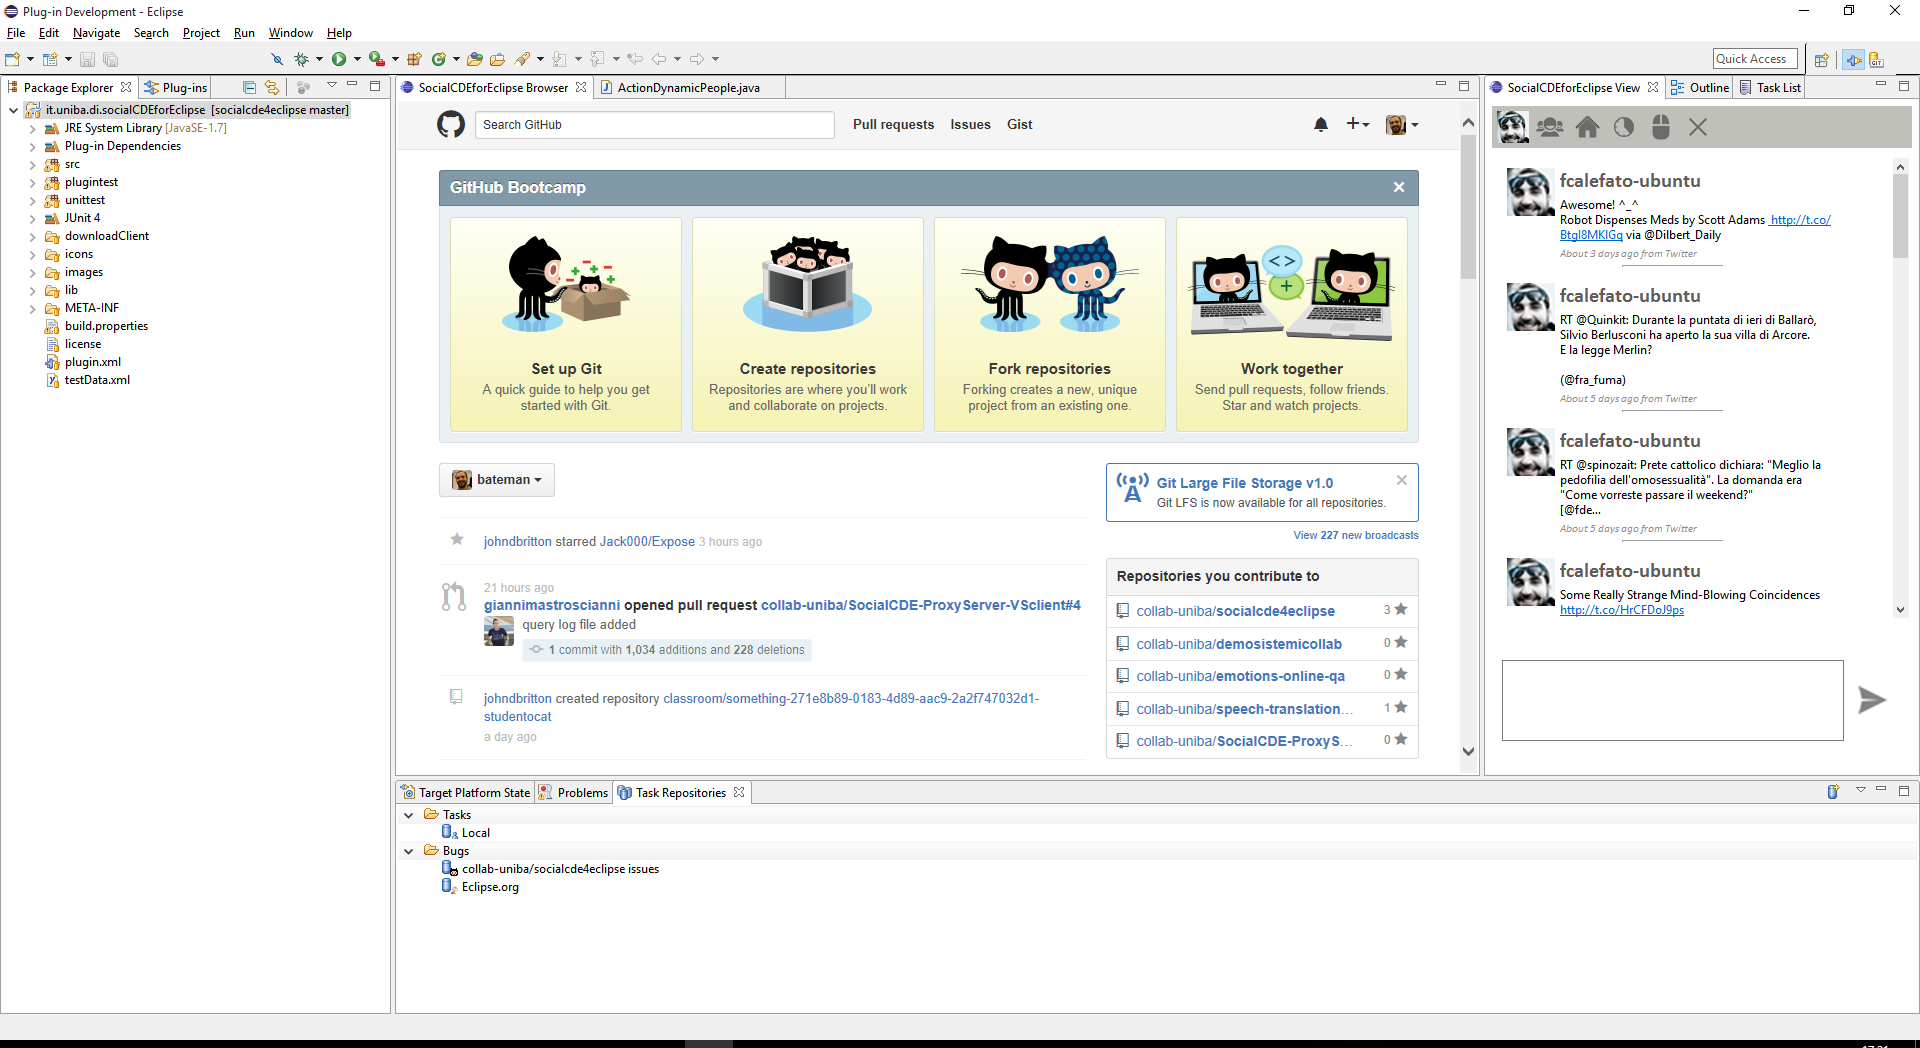 Plug-in Development - Eclipse
File Edit Navigate Search Project Run Window Help
Quick Access
Package Explorer Plug-ins
it.uniba.di.socialCDEforEclipse [socialcde4eclipse master]
JRE System Library [JavaSE-1.7]
Plug-in Dependencies
src
plugintest
unittest
JUnit 4
downloadClient
icons
images
lib
META-INF
build.properties
license
plugin.xml
testData.xml
SocialCDEforEclipse Browser ActionDynamicPeople.java
Search GitHub
Pull requests Issues Gist
GitHub Bootcamp
Set up Git
A quick guide to help you get
started with Git.
Create repositories
Repositories are where you'll work
and collaborate on projects.
Fork repositories
Forking creates a new, unique
project from an existing one.
Work together
Send pull requests, follow friends.
Star and watch projects.
bateman
johndbritton starred Jack000/Expose 3 hours ago
21 hours ago
giannimastroscianni opened pull request collab-uniba/SocialCDE-ProxyServer-VSclient#4
query log file added
1 commit with 1,034 additions and 228 deletions
johndbritton created repository classroom/something-271e8b89-0183-4d89-aac9-2a2f747032d1-
studentocat
a day ago
Git Large File Storage v1.0
Git LFS is now available for all repositories.
View 227 new broadcasts
Repositories you contribute to
collab-uniba/socialcde4eclipse 3
collab-uniba/demosistemicollab 0
collab-uniba/emotions-online-qa 0
collab-uniba/speech-translation... 1
collab-uniba/SocialCDE-ProxyS... 0
SocialCDEforEclipse View Outline Task List
fcalefato-ubuntu
Awesome! ^_^
Robot Dispenses Meds by Scott Adams http://t.co/
BtgI8MKIGq via @Dilbert_Daily
About 3 days ago from Twitter
fcalefato-ubuntu
RT @Quinkit: Durante la puntata di ieri di Ballarò,
Silvio Berlusconi ha aperto la sua villa di Arcore.
E la legge Merlin?
(@fra_fuma)
About 5 days ago from Twitter
fcalefato-ubuntu
RT @spinozait: Prete cattolico dichiara: "Meglio la
pedofilia dell'omosessualità". La domanda era
"Come vorreste passare il weekend?"
[@fde...
About 5 days ago from Twitter
fcalefato-ubuntu
Some Really Strange Mind-Blowing Coincidences
http://t.co/HrCFDoJ9ps
Target Platform State Problems Task Repositories
Tasks
Local
Bugs
collab-uniba/socialcde4eclipse issues
Eclipse.org